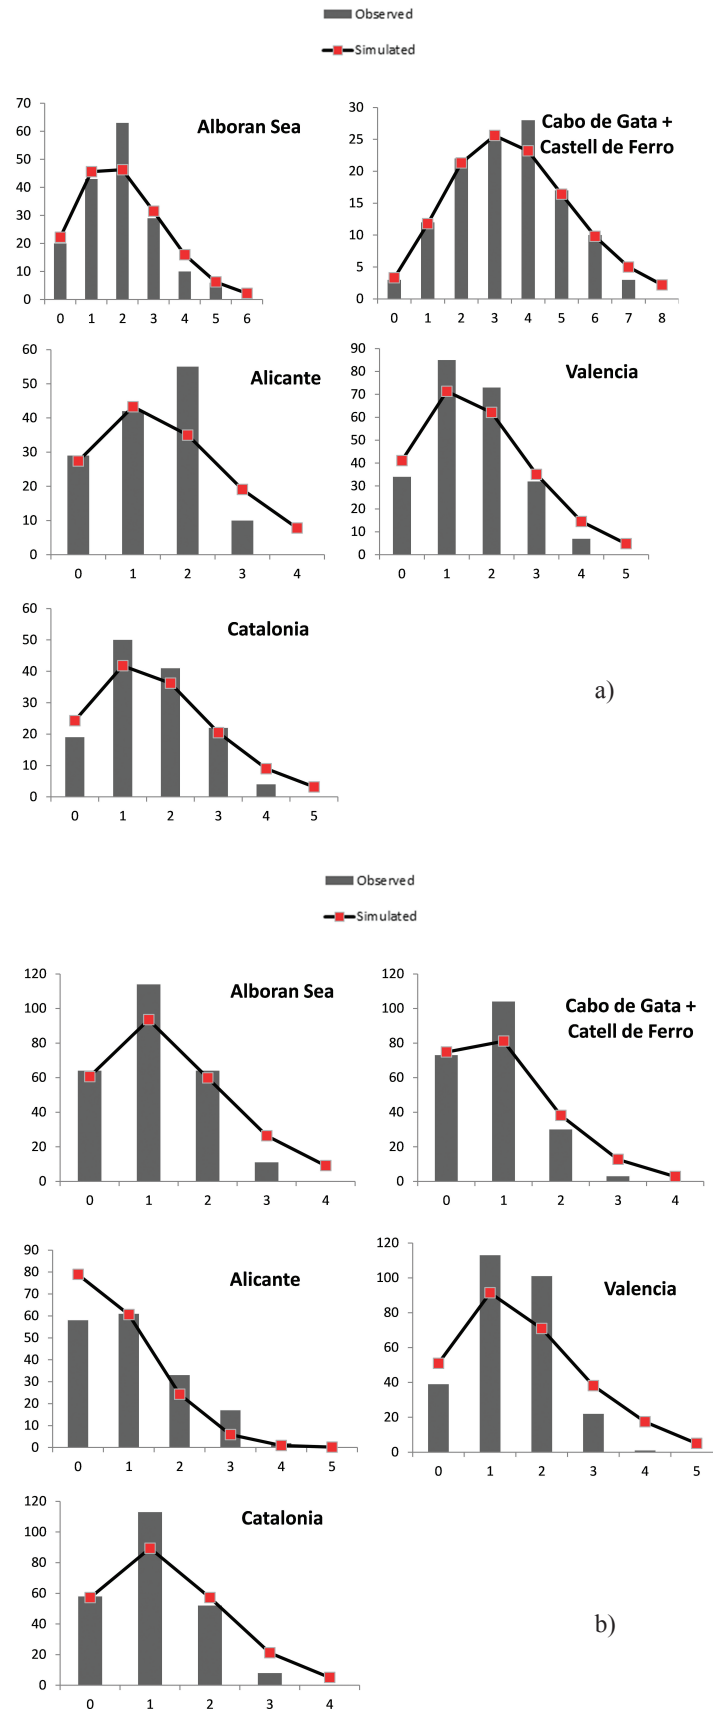 Observed
Simulated
Alboran Sea
70
60
50
40
30
20
10
0
0 1 2 3 4 5 6
Cabo de Gata +
Castell de Ferro
30
25
20
15
10
5
0
0 1 2 3 4 5 6 7 8
Alicante
60
50
40
30
20
10
0
0 1 2 3 4
Valencia
90
80
70
60
50
40
30
20
10
0
0 1 2 3 4 5
Catalonia
60
50
40
30
20
10
0
0 1 2 3 4 5
a)
Observed
Simulated
Alboran Sea
120
100
80
60
40
20
0
0 1 2 3 4
Cabo de Gata +
Catell de Ferro
120
100
80
60
40
20
0
0 1 2 3 4
Alicante
90
80
70
60
50
40
30
20
10
0
0 1 2 3 4 5
Valencia
120
100
80
60
40
20
0
0 1 2 3 4 5
Catalonia
120
100
80
60
40
20
0
0 1 2 3 4
b)